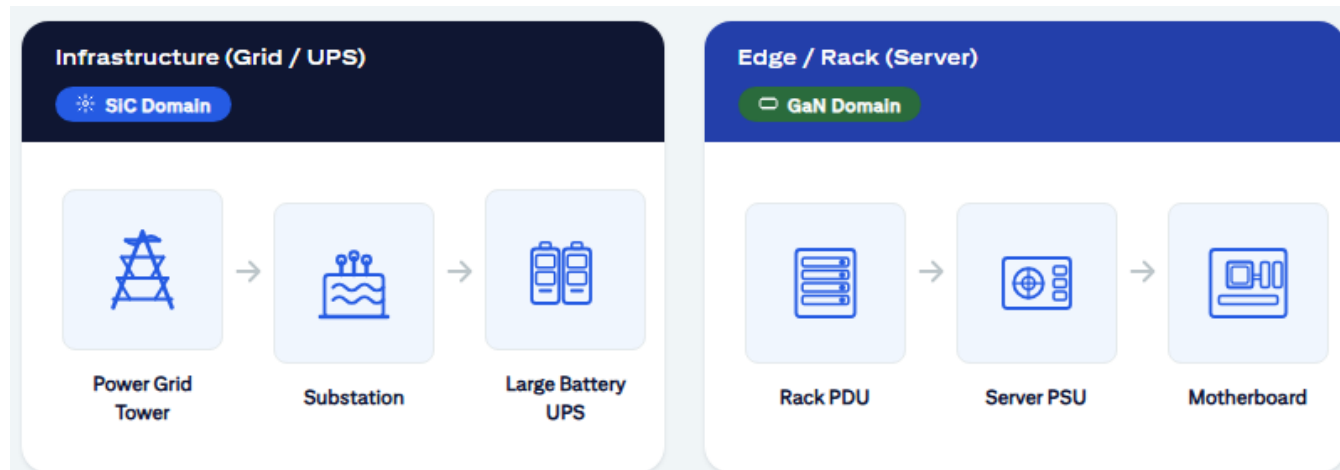 Infrastructure (Grid / UPS)
SiC Domain
Power Grid
Tower
Substation
Large Battery
UPS
Edge / Rack (Server)
GaN Domain
Rack PDU
Server PSU
Motherboard